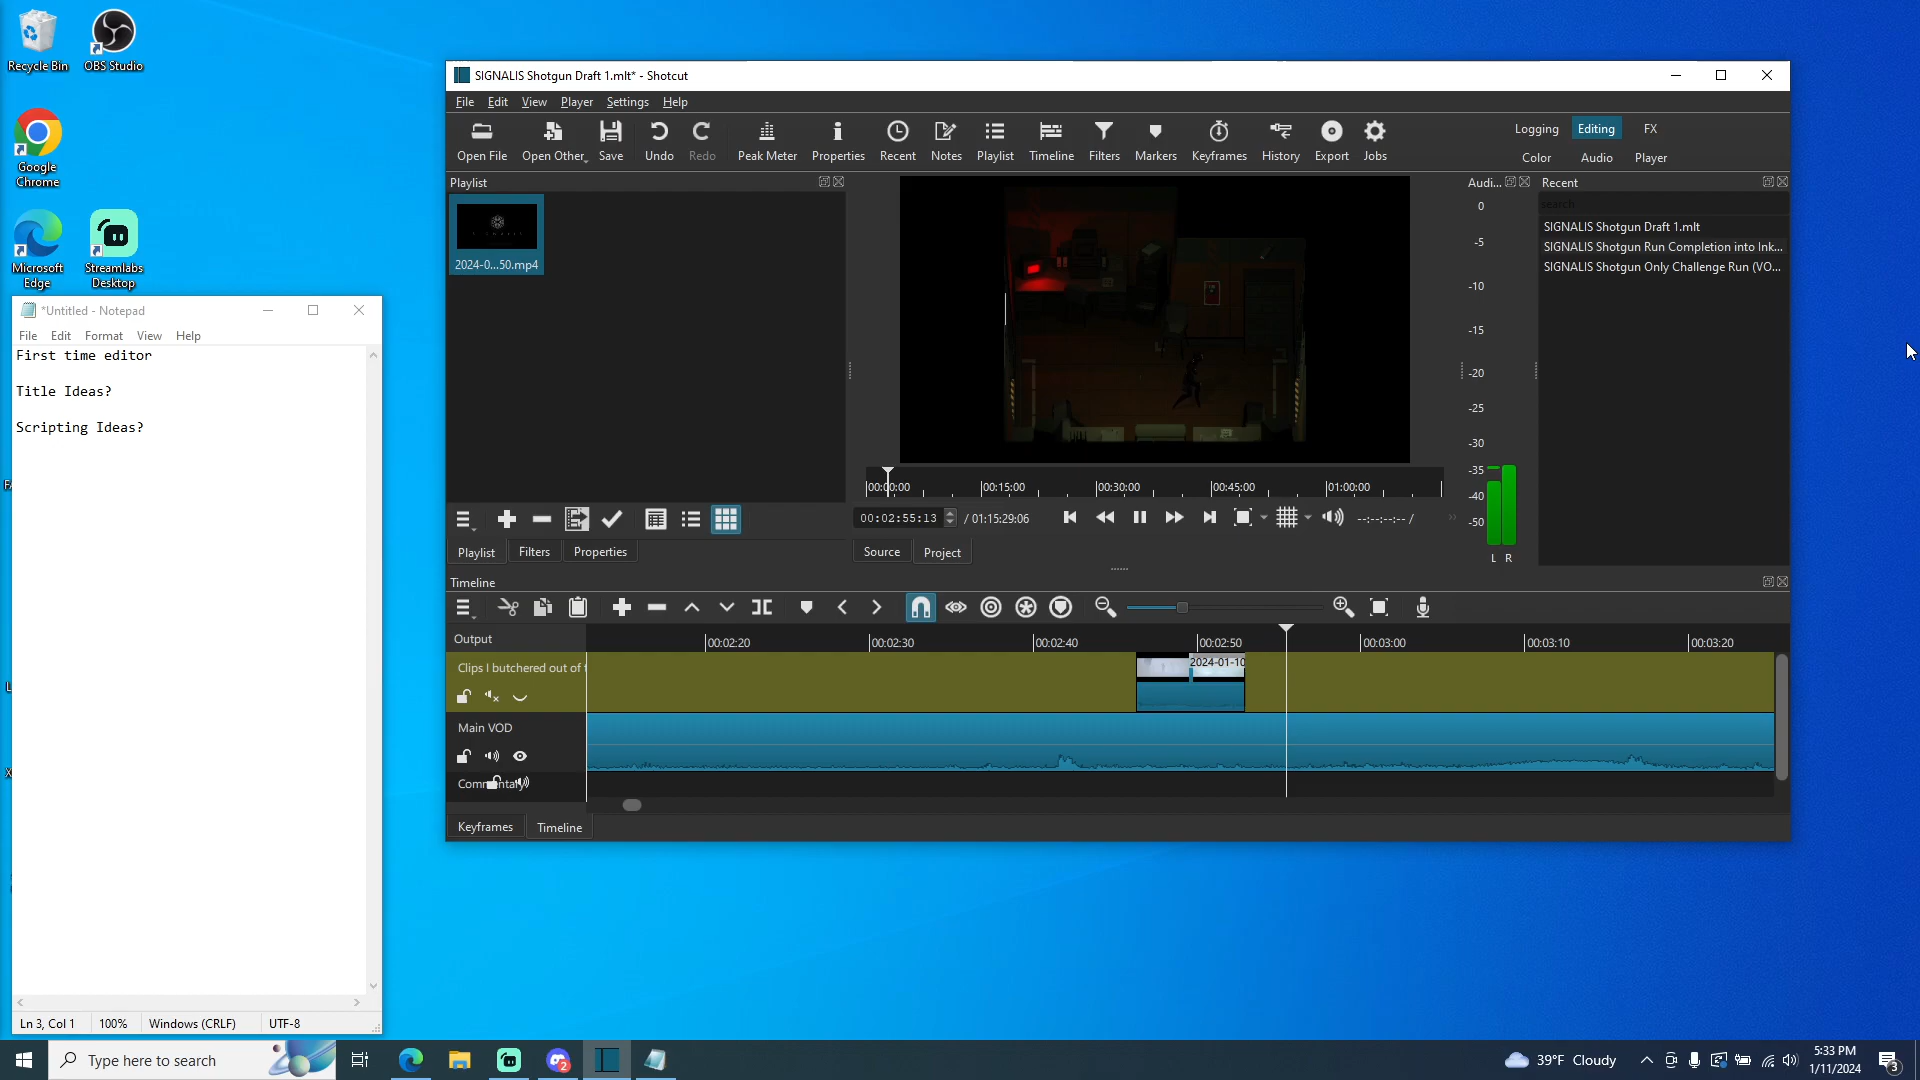 Recycle Bin
OBS Studio
Google
Chrome
Microsoft
Edge
Streamlabs
Desktop
*Untitled - Notepad
File Edit Format View Help
First time editor
Title Ideas?
Scripting Ideas?
Ln 3, Col 1 100% Windows (CRLF) UTF-8
SIGNALIS Shotgun Draft 1.mlt* - Shotcut
File Edit View Player Settings Help
Open File Open Other Save Undo Redo Peak Meter Properties Recent Notes Playlist Timeline Filters Markers Keyframes History Export Jobs
Logging Editing FX
Color Audio Player
Playlist
2024-0...50.mp4
Playlist Filters Properties
00:00:00 00:15:00 00:30:00 00:45:00 01:00:00
00:02:55:13 / 01:15:29:06
--:--:--:-- /
Source Project
Audi...
0
-5
-10
-15
-20
-25
-30
-35
-40
-50
L R
Recent
search
SIGNALIS Shotgun Draft 1.mlt
SIGNALIS Shotgun Run Completion into Ink...
SIGNALIS Shotgun Only Challenge Run (VO...
Timeline
Output
00:02:20 00:02:30 00:02:40 00:02:50 00:03:00 00:03:10 00:03:20
Clips I butchered out of
2024-01-10
Main VOD
Commentary
Keyframes Timeline
Type here to search
2
39°F Cloudy
5:33 PM
1/11/2024
3